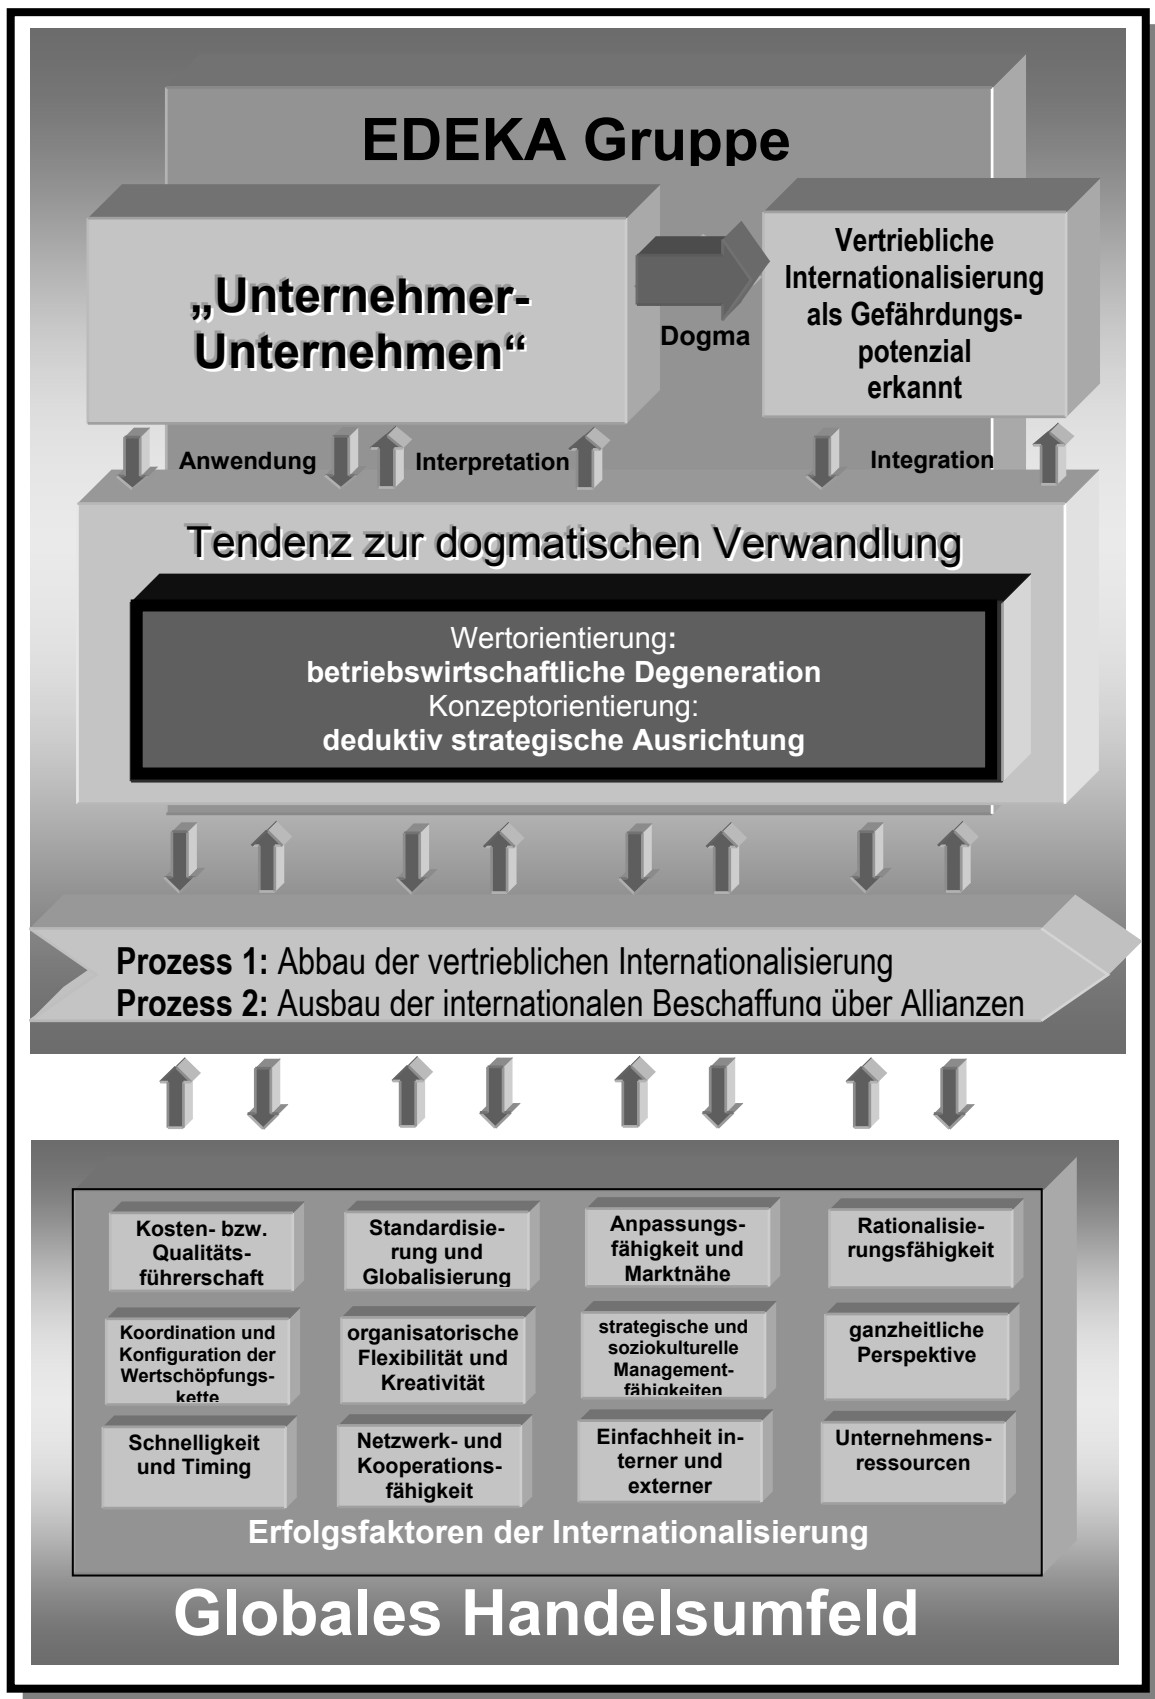 EDEKA Gruppe
„Unternehmer-
Unternehmen“
Dogma
Vertriebliche
Internationalisierung
als Gefährdungs-
potenzial
erkannt
Anwendung
Interpretation
Integration
Tendenz zur dogmatischen Verwandlung
Wertorientierung:
betriebswirtschaftliche Degeneration
Konzeptorientierung:
deduktiv strategische Ausrichtung
Prozess 1: Abbau der vertrieblichen Internationalisierung
Prozess 2: Ausbau der internationalen Beschaffung über Allianzen
Kosten- bzw.
Qualitäts-
führerschaft
Standardisie-
rung und
Globalisierung
Anpassungs-
fähigkeit und
Marktnähe
Rationalisie-
rungsfähigkeit
Koordination und
Konfiguration der
Wertschöpfungs-
kette
organisatorische
Flexibilität und
Kreativität
strategische und
soziokulturelle
Management-
fähigkeiten
ganzheitliche
Perspektive
Schnelligkeit
und Timing
Netzwerk- und
Kooperations-
fähigkeit
Einfachheit in-
terner und
externer
Unternehmens-
ressourcen
Erfolgsfaktoren der Internationalisierung
Globales Handelsumfeld